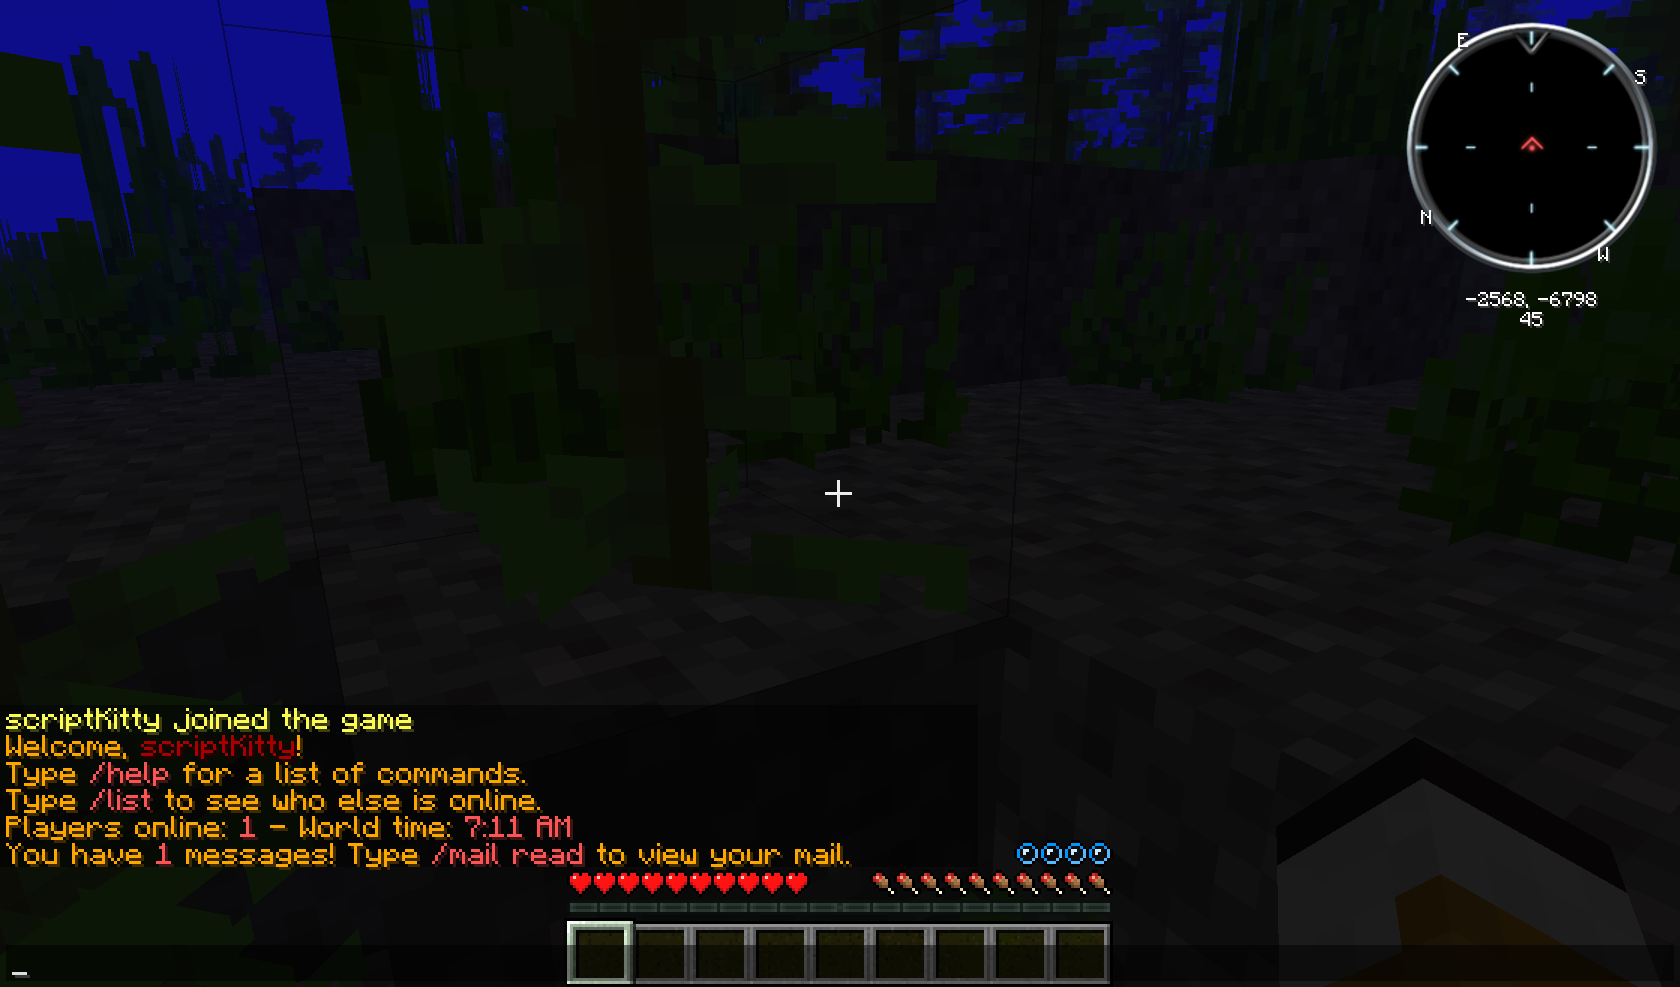 E
S
N
W
-2568, -6798
45
scriptKitty joined the game
Welcome, scriptKitty!
Type /help for a list of commands.
Type /list to see who else is online.
Players online: 1 - World time: 7:11 AM
You have 1 messages! Type /mail read to view your mail.
_